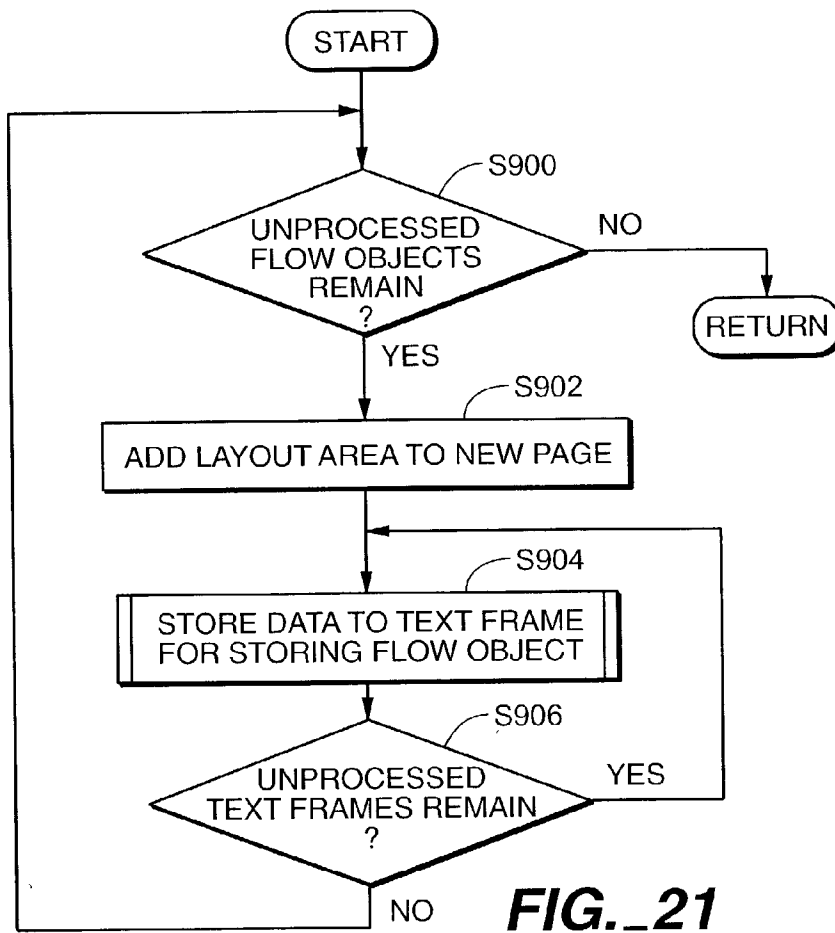 START
S900
UNPROCESSED
FLOW OBJECTS
REMAIN
?
NO
RETURN
YES
S902
ADD LAYOUT AREA TO NEW PAGE
S904
STORE DATA TO TEXT FRAME
FOR STORING FLOW OBJECT
S906
UNPROCESSED
TEXT FRAMES REMAIN
?
YES
NO
FIG._21